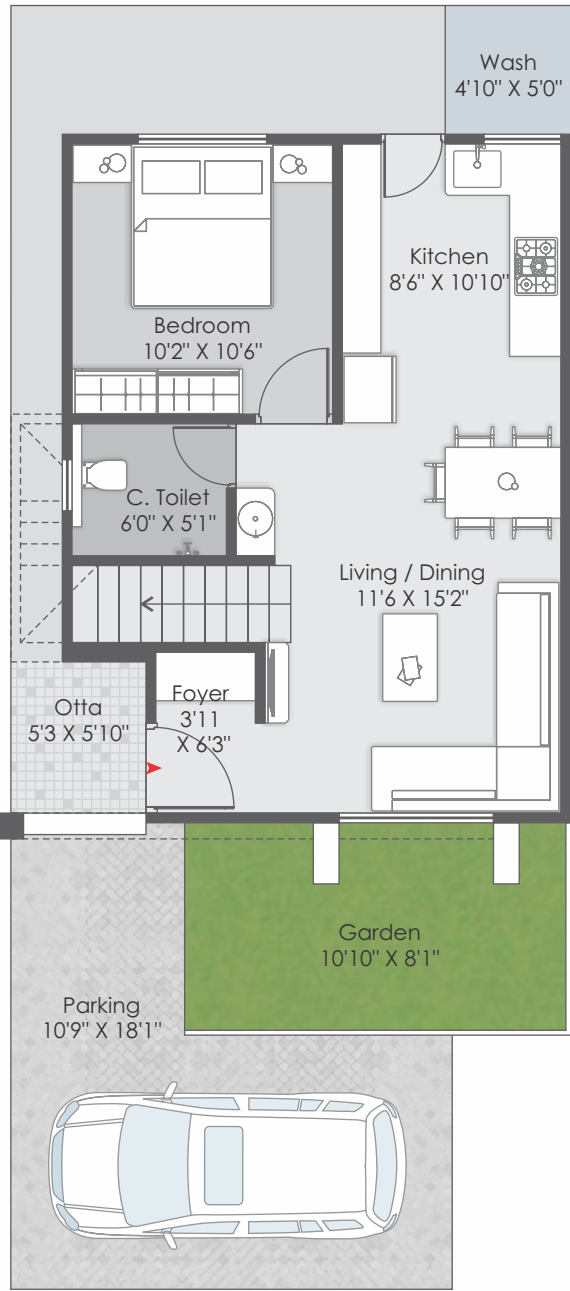 Wash
4'10" X 5'0"
Kitchen
8'6" X 10'10"
Bedroom
10'2" X 10'6"
C. Toilet
6'0" X 5'1"
Living / Dining
11'6 X 15'2"
Foyer
3'11
X 6'3"
Otta
5'3 X 5'10"
Garden
10'10" X 8'1"
Parking
10'9" X 18'1"